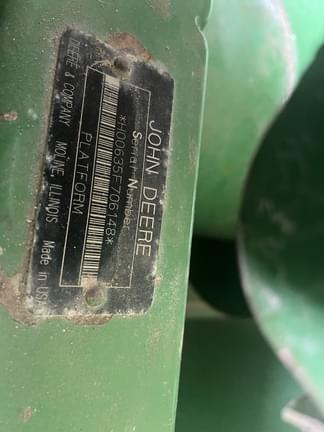 JOHN DEERE
Serial Number
*H00635F706148*
PLATFORM
DEERE & COMPANY MOLINE, ILLINOIS Made in USA